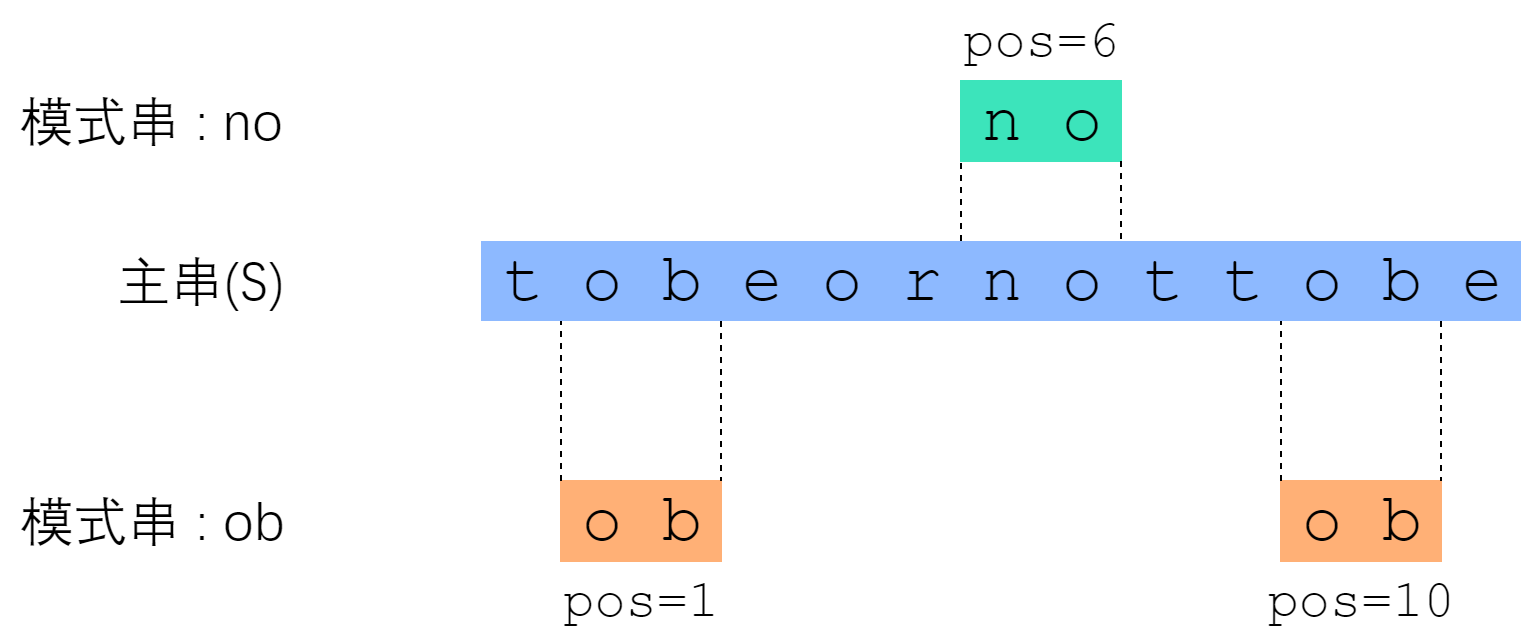 pos=6
模式串 : no
n o
主串(S)
t o b e o r n o t t o b e
模式串 : ob
o b
o b
pos=1
pos=10